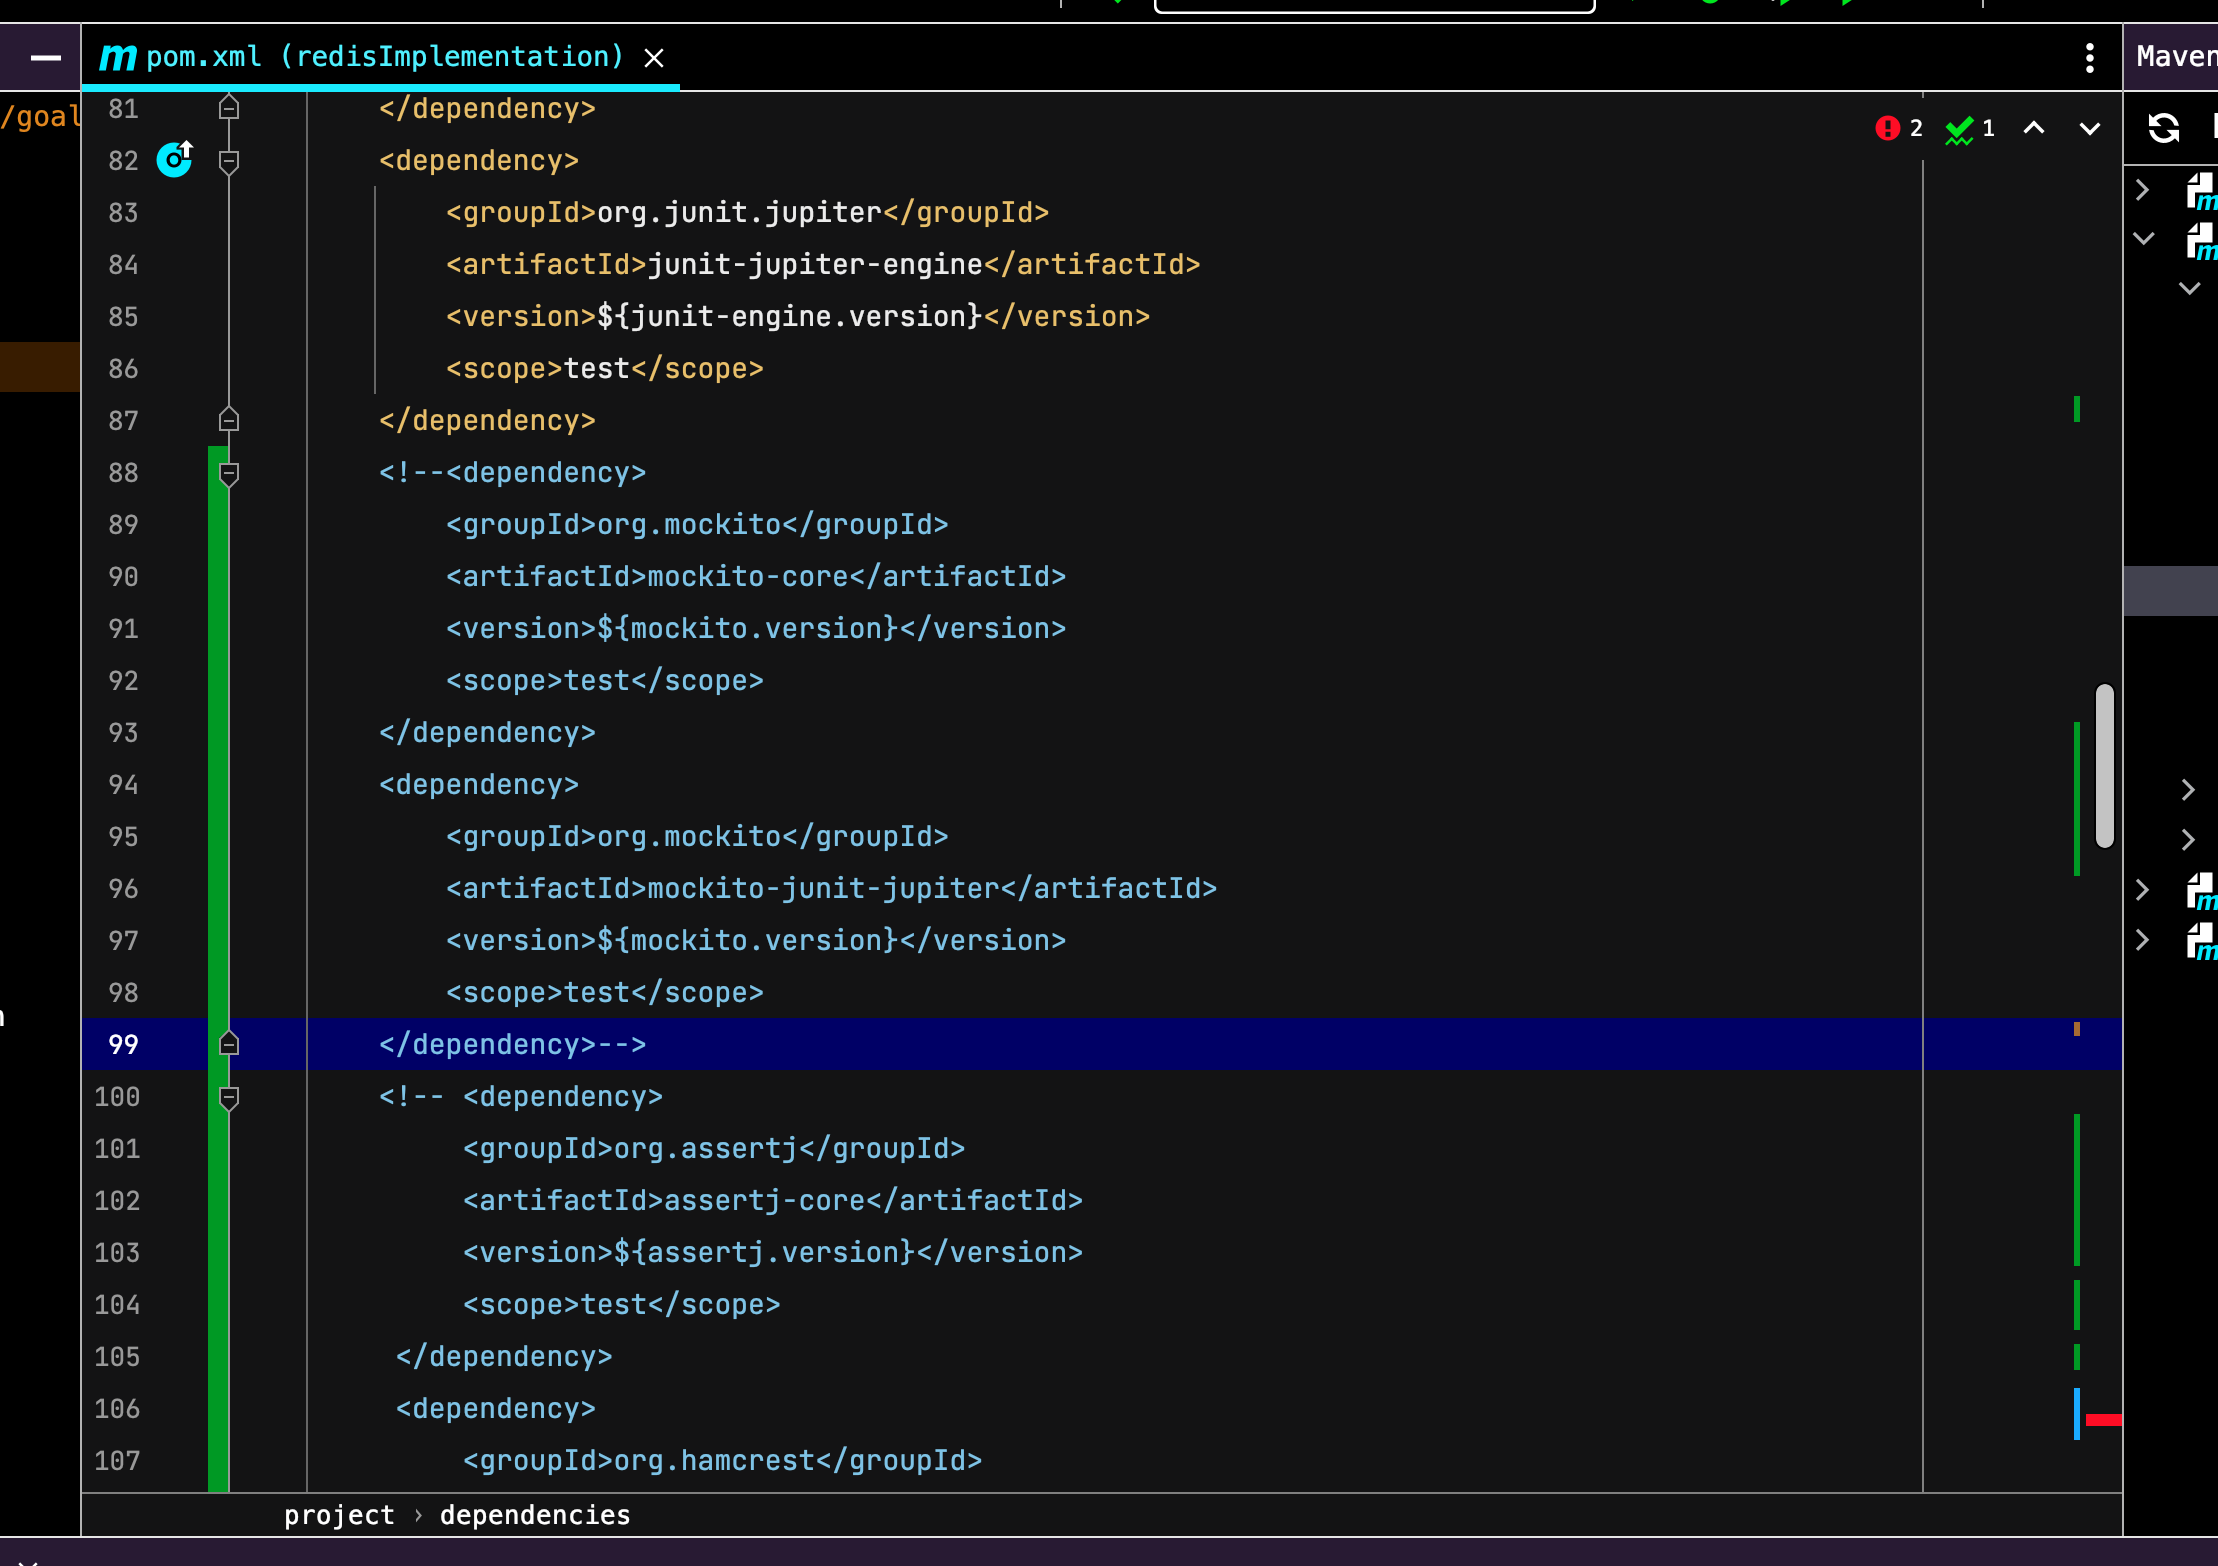 m pom.xml (redisImplementation)
Maven
/goal
2 1
81 </dependency>
82 <dependency>
83 <groupId>org.junit.jupiter</groupId>
84 <artifactId>junit-jupiter-engine</artifactId>
85 <version>${junit-engine.version}</version>
86 <scope>test</scope>
87 </dependency>
88 <!--<dependency>
89 <groupId>org.mockito</groupId>
90 <artifactId>mockito-core</artifactId>
91 <version>${mockito.version}</version>
92 <scope>test</scope>
93 </dependency>
94 <dependency>
95 <groupId>org.mockito</groupId>
96 <artifactId>mockito-junit-jupiter</artifactId>
97 <version>${mockito.version}</version>
98 <scope>test</scope>
99 </dependency>-->
100 <!-- <dependency>
101 <groupId>org.assertj</groupId>
102 <artifactId>assertj-core</artifactId>
103 <version>${assertj.version}</version>
104 <scope>test</scope>
105 </dependency>
106 <dependency>
107 <groupId>org.hamcrest</groupId>
project › dependencies